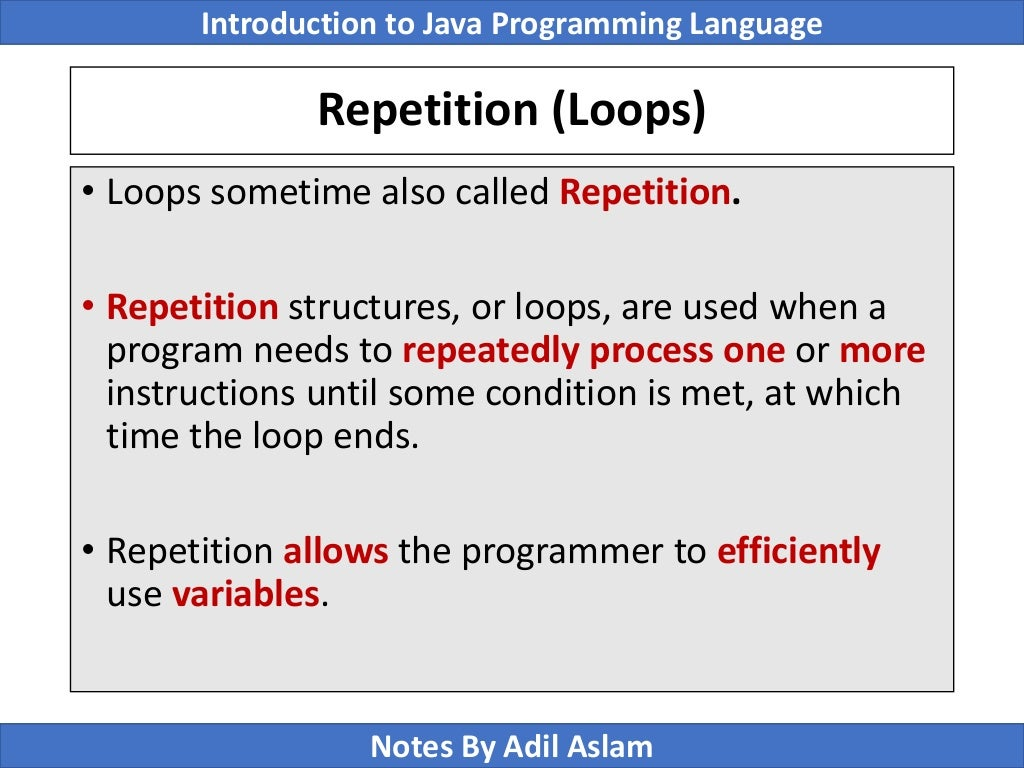 Introduction to Java Programming Language
Repetition (Loops)
• Loops sometime also called Repetition.
• Repetition structures, or loops, are used when a
program needs to repeatedly process one or more
instructions until some condition is met, at which
time the loop ends.
• Repetition allows the programmer to efficiently
use variables.
Notes By Adil Aslam